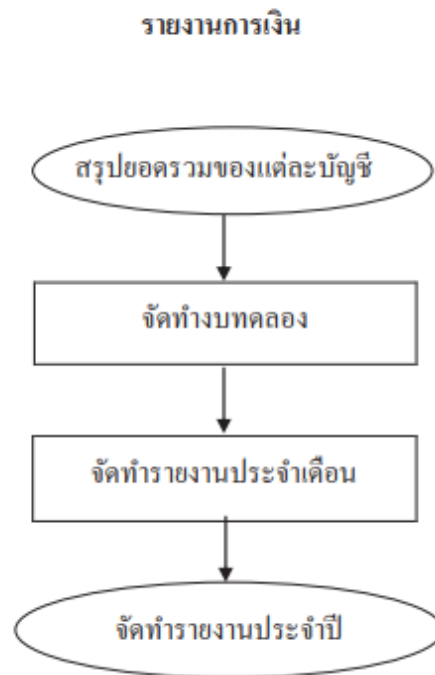 รายงานการเงิน
สรุปยอดรวมของแต่ละบัญชี
จัดทำงบทดลอง
จัดทำรายงานประจำเดือน
จัดทำรายงานประจำปี